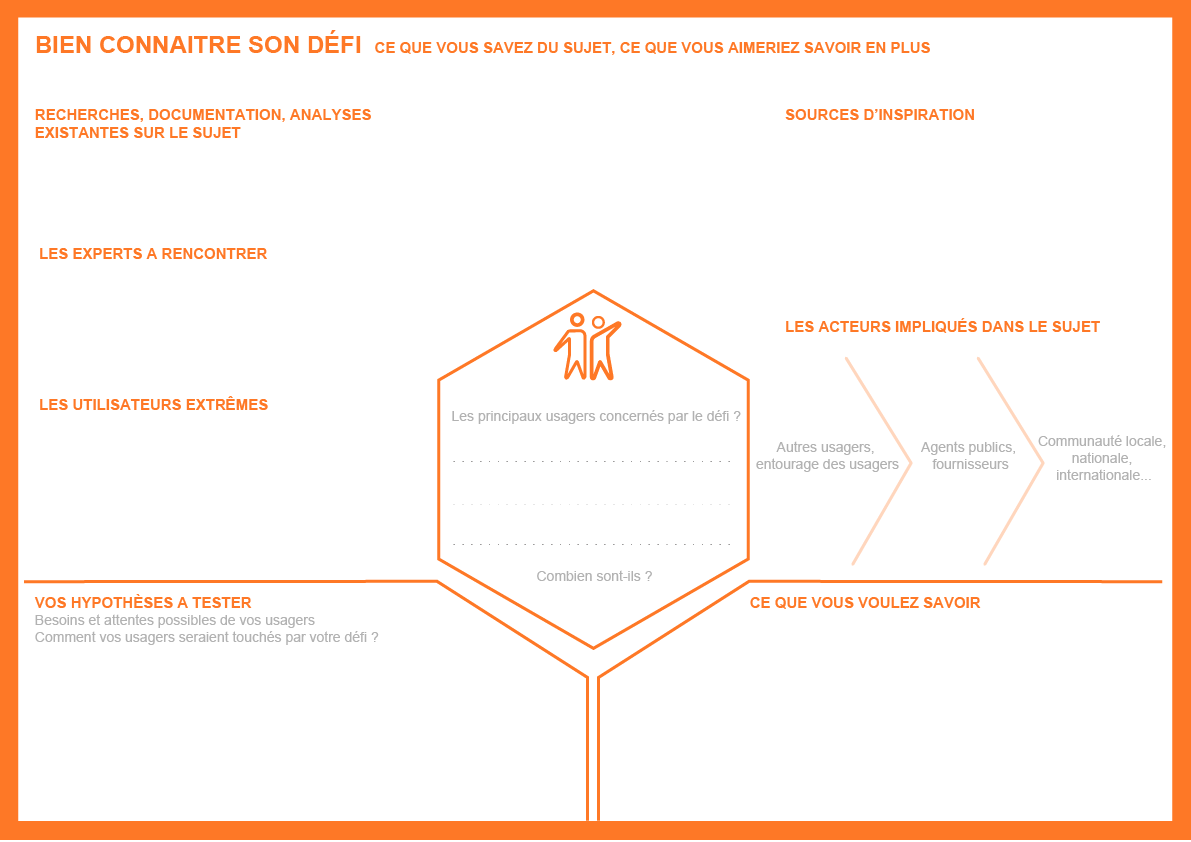 BIEN CONNAITRE SON DÉFI CE QUE VOUS SAVEZ DU SUJET, CE QUE VOUS AIMERIEZ SAVOIR EN PLUS
RECHERCHES, DOCUMENTATION, ANALYSES
EXISTANTES SUR LE SUJET
SOURCES D’INSPIRATION
LES EXPERTS A RENCONTRER
LES ACTEURS IMPLIQUÉS DANS LE SUJET
LES UTILISATEURS EXTRÊMES
Les principaux usagers concernés par le défi ?
Combien sont-ils ?
Autres usagers,
entourage des usagers
Agents publics,
fournisseurs
Communauté locale,
nationale,
internationale...
VOS HYPOTHÈSES A TESTER
Besoins et attentes possibles de vos usagers
Comment vos usagers seraient touchés par votre défi ?
CE QUE VOUS VOULEZ SAVOIR